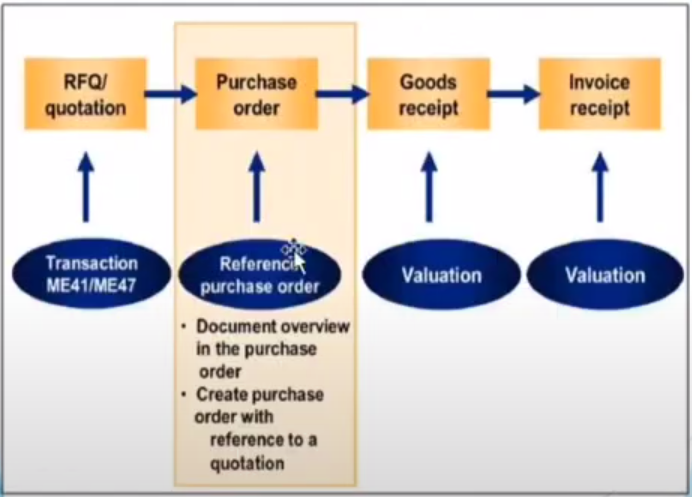 RFQ/
quotation
Purchase
order
Goods
receipt
Invoice
receipt
Transaction
ME41/ME47
Reference
purchase order
Valuation
Valuation
• Document overview
in the purchase
order
• Create purchase
order with
reference to a
quotation